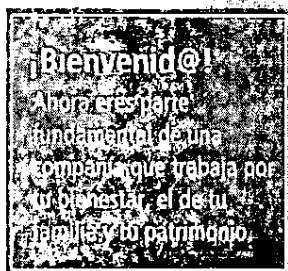 ¡Bienvenid@!
Ahora eres parte
fundamental de una
compañía que trabaja por
tu bienestar, el de tu
familia y tu patrimonio.